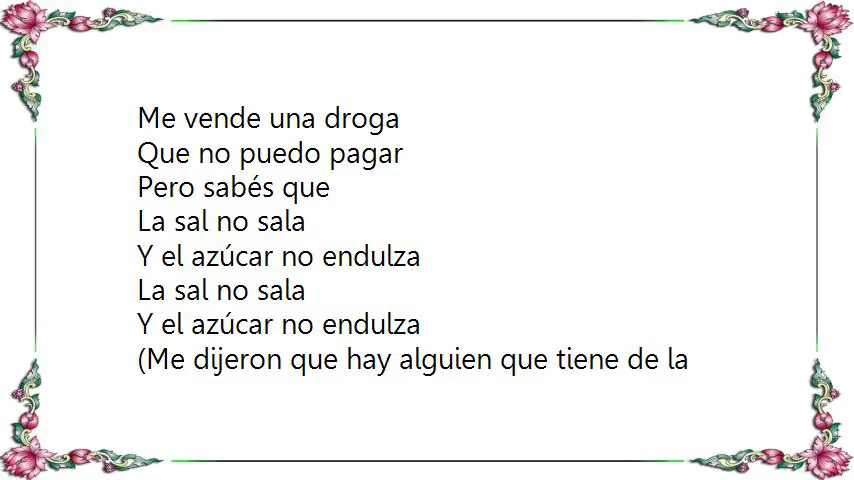 Me vende una droga
Que no puedo pagar
Pero sabés que
La sal no sala
Y el azúcar no endulza
La sal no sala
Y el azúcar no endulza
(Me dijeron que hay alguien que tiene de la